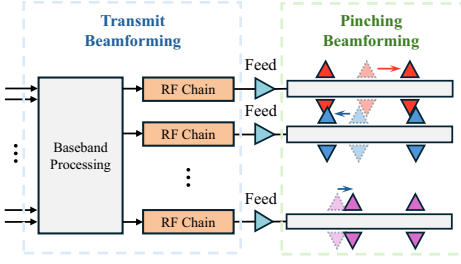 Transmit
Beamforming
Pinching
Beamforming
Feed
RF Chain
Feed
RF Chain
Baseband
Processing
Feed
RF Chain